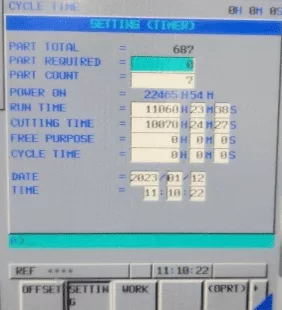 CYCLE TIME 0H 0M 0S
SETTING (TIMER)
PART TOTAL = 687
PART REQUIRED = 0
PART COUNT = 7
POWER ON = 22465H54M
RUN TIME = 11060H23M38S
CUTTING TIME = 10070H24M27S
FREE PURPOSE = 0H 0M 0S
CYCLE TIME = 0H 0M 0S
DATE = 2023/01/12
TIME = 11:10:22
REF **** 11:10:22
OFFSET SETTING WORK (OPRT)